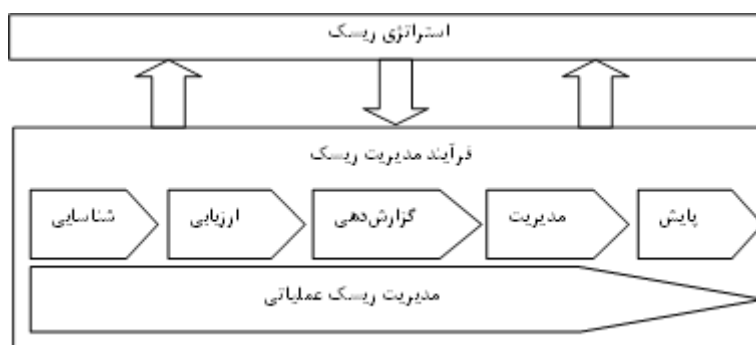 استراتژی ریسک
فرآیند مدیریت ریسک
شناسایی
ارزیابی
گزارش‌دهی
مدیریت
پایش
مدیریت ریسک عملیاتی